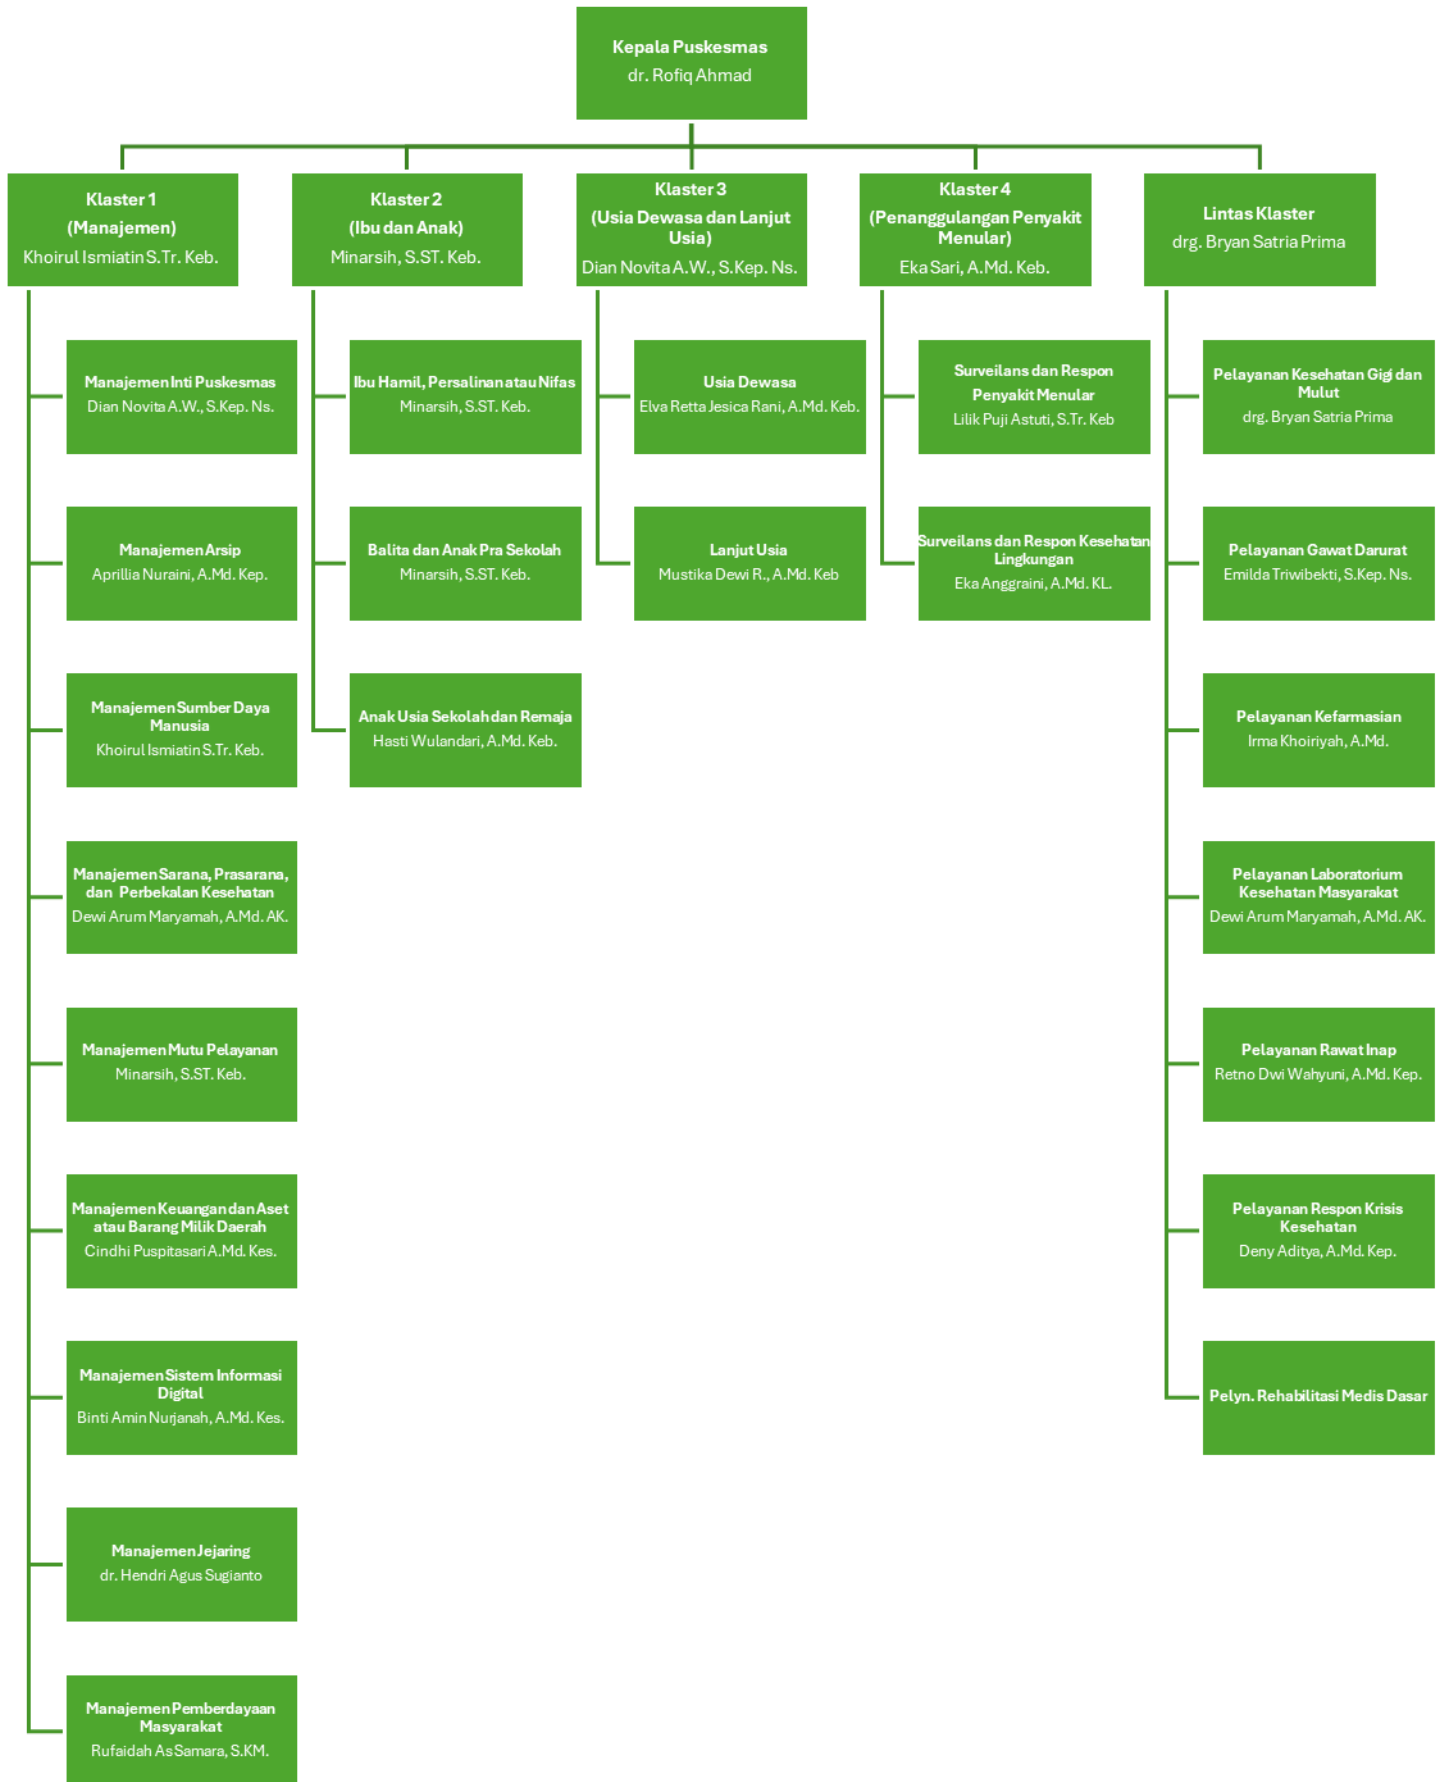 Kepala Puskesmas
dr. Rofiq Ahmad
Klaster 1
(Manajemen)
Khoirul Ismiatin S.Tr. Keb.
Klaster 2
(Ibu dan Anak)
Minarsih, S.ST. Keb.
Klaster 3
(Usia Dewasa dan Lanjut
Usia)
Dian Novita A.W., S.Kep. Ns.
Klaster 4
(Penanggulangan Penyakit
Menular)
Eka Sari, A.Md. Keb.
Lintas Klaster
drg. Bryan Satria Prima
Manajemen Inti Puskesmas
Dian Novita A.W., S.Kep. Ns.
Manajemen Arsip
Aprillia Nuraini, A.Md. Kep.
Manajemen Sumber Daya
Manusia
Khoirul Ismiatin S.Tr. Keb.
Manajemen Sarana, Prasarana,
dan Perbekalan Kesehatan
Dewi Arum Maryamah, A.Md. AK.
Manajemen Mutu Pelayanan
Minarsih, S.ST. Keb.
Manajemen Keuangan dan Aset
atau Barang Milik Daerah
Cindhi Puspitasari A.Md. Kes.
Manajemen Sistem Informasi
Digital
Binti Amin Nurjanah, A.Md. Kes.
Manajemen Jejaring
dr. Hendri Agus Sugianto
Manajemen Pemberdayaan
Masyarakat
Rufaidah As Samara, S.KM.
Ibu Hamil, Persalinan atau Nifas
Minarsih, S.ST. Keb.
Balita dan Anak Pra Sekolah
Minarsih, S.ST. Keb.
Anak Usia Sekolah dan Remaja
Hasti Wulandari, A.Md. Keb.
Usia Dewasa
Elva Retta Jesica Rani, A.Md. Keb.
Lanjut Usia
Mustika Dewi R., A.Md. Keb
Surveilans dan Respon
Penyakit Menular
Lilik Puji Astuti, S.Tr. Keb
Surveilans dan Respon Kesehatan
Lingkungan
Eka Anggraini, A.Md. KL.
Pelayanan Kesehatan Gigi dan
Mulut
drg. Bryan Satria Prima
Pelayanan Gawat Darurat
Emilda Triwibekti, S.Kep. Ns.
Pelayanan Kefarmasian
Irma Khoiriyah, A.Md.
Pelayanan Laboratorium
Kesehatan Masyarakat
Dewi Arum Maryamah, A.Md. AK.
Pelayanan Rawat Inap
Retno Dwi Wahyuni, A.Md. Kep.
Pelayanan Respon Krisis
Kesehatan
Deny Aditya, A.Md. Kep.
Pelyn. Rehabilitasi Medis Dasar